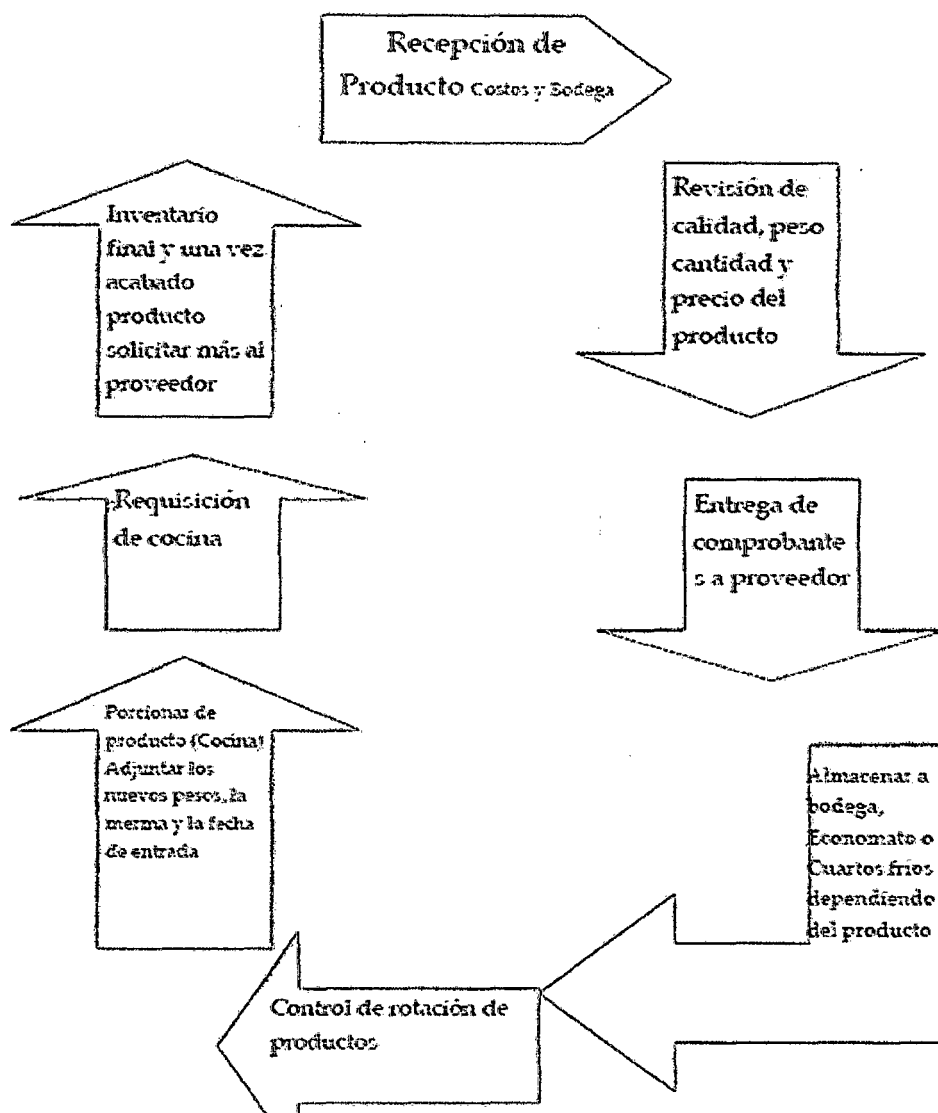 Recepción de
Producto Costos y Bodega
Revisión de
calidad, peso
cantidad y
precio del
producto
Entrega de
comprobante
s a proveedor
Almacenar a
bodega,
Economato o
Cuartos fríos
dependiendo
del producto
Control de rotación de
productos
Porcionar de
producto (Cocina)
Adjuntar los
nuevos pesos, la
merma y la fecha
de entrada
Requisición
de cocina
Inventario
final y una vez
acabado
producto
solicitar más al
proveedor